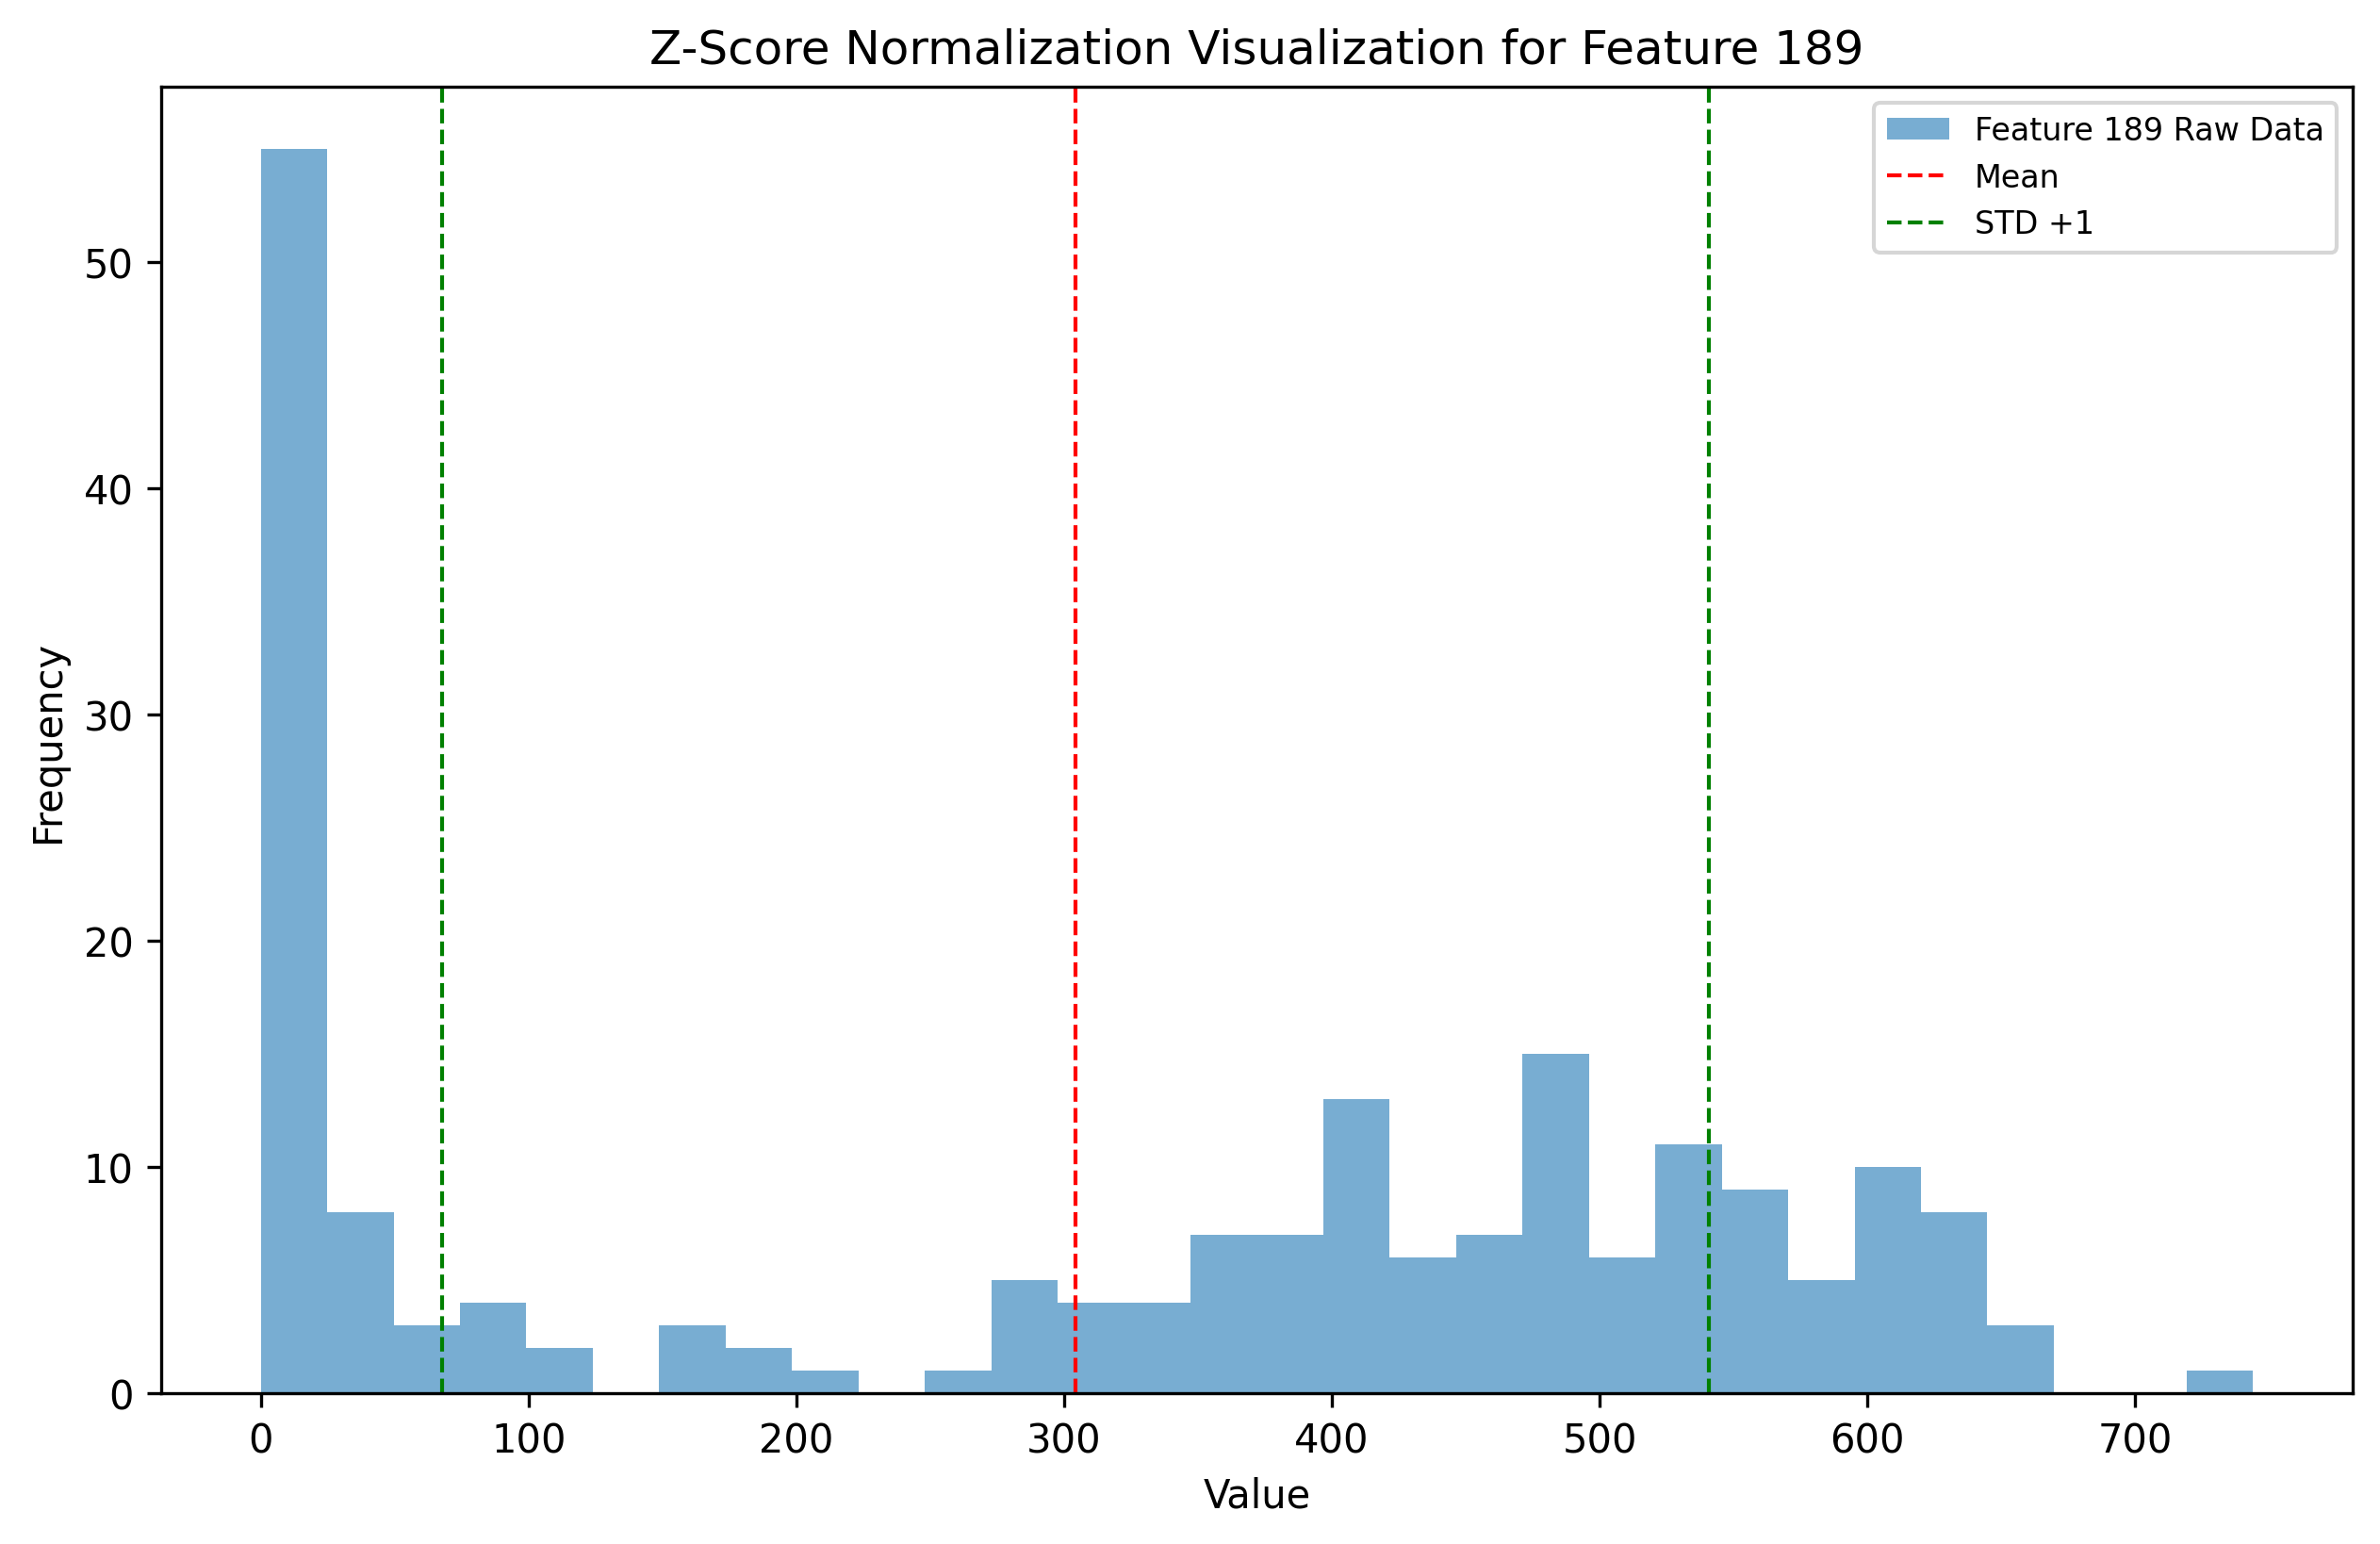 Z-Score Normalization Visualization for Feature 189
Feature 189 Raw Data
Mean
STD +1
Frequency
50
40
30
20
10
0
0 100 200 300 400 500 600 700
Value